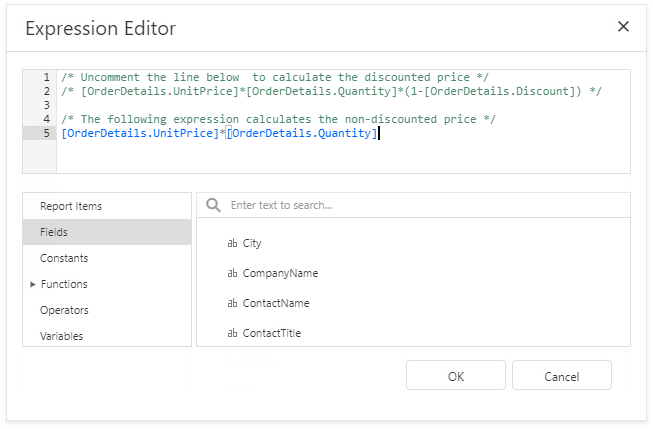 Expression Editor
1 /* Uncomment the line below  to calculate the discounted price */
2 /* [OrderDetails.UnitPrice]*[OrderDetails.Quantity]*(1-[OrderDetails.Discount]) */
3
4 /* The following expression calculates the non-discounted price */
5 [OrderDetails.UnitPrice]*[OrderDetails.Quantity]
Report Items
Fields
Constants
Functions
Operators
Variables
Enter text to search...
ab City
ab CompanyName
ab ContactName
ab ContactTitle
OK
Cancel